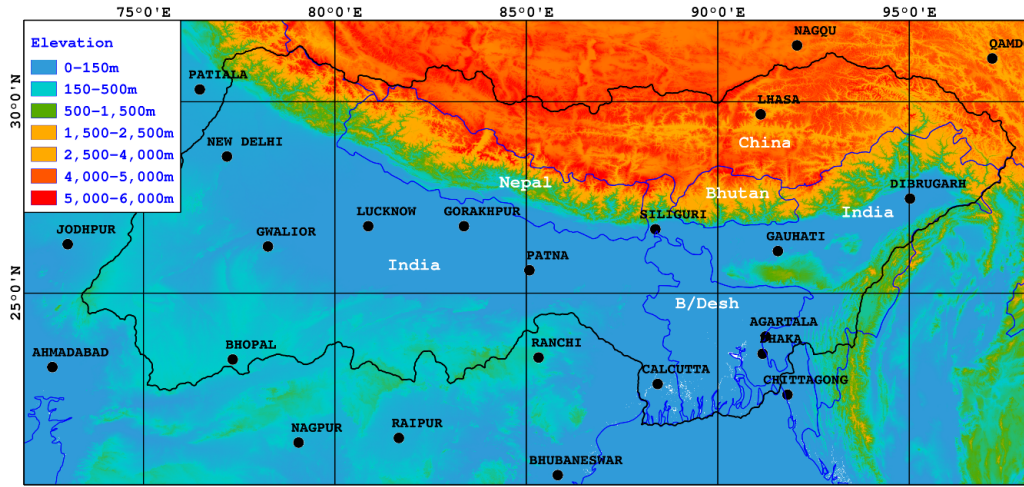 75°0'E
80°0'E
85°0'E
90°0'E
95°0'E
30°0'N
25°0'N
Elevation
0-150m
150-500m
500-1,500m
1,500-2,500m
2,500-4,000m
4,000-5,000m
5,000-6,000m
NAGQU
QAMD
PATIALA
LHASA
China
NEW DELHI
Nepal
Bhutan
DIBRUGARH
LUCKNOW
GORAKHPUR
SILIGURI
India
JODHPUR
GWALIOR
GAUHATI
PATNA
India
B/Desh
AGARTALA
DHAKA
AHMADABAD
BHOPAL
RANCHI
CALCUTTA
CHITTAGONG
NAGPUR
RAIPUR
BHUBANESWAR